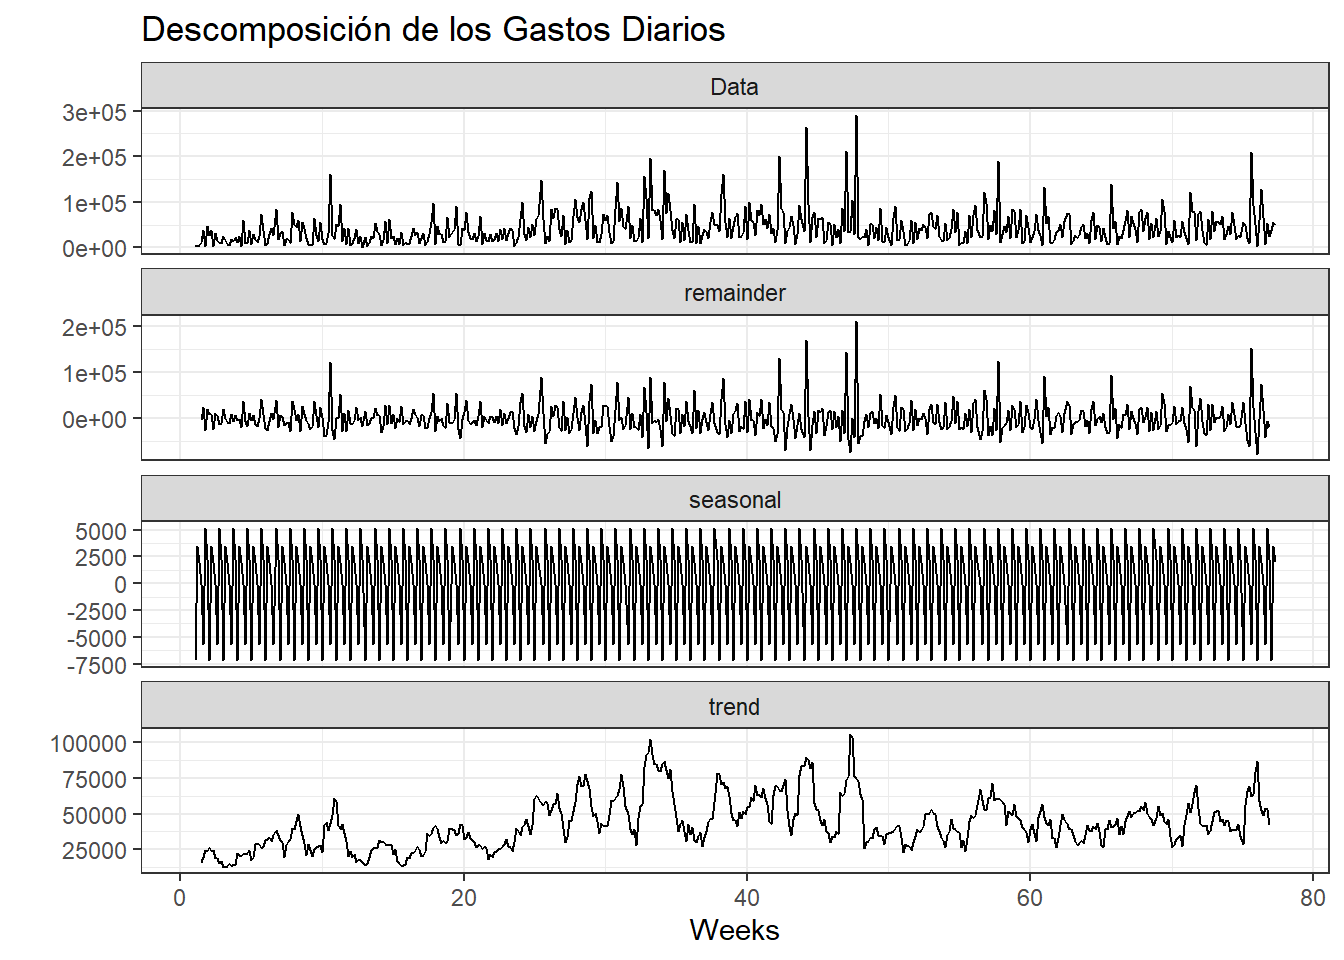 Descomposición de los Gastos Diarios
Data
3e+05
2e+05
1e+05
0e+00
remainder
2e+05
1e+05
0e+00
seasonal
5000
2500
0
-2500
-5000
-7500
trend
100000
75000
50000
25000
0 20 40 60 80
Weeks